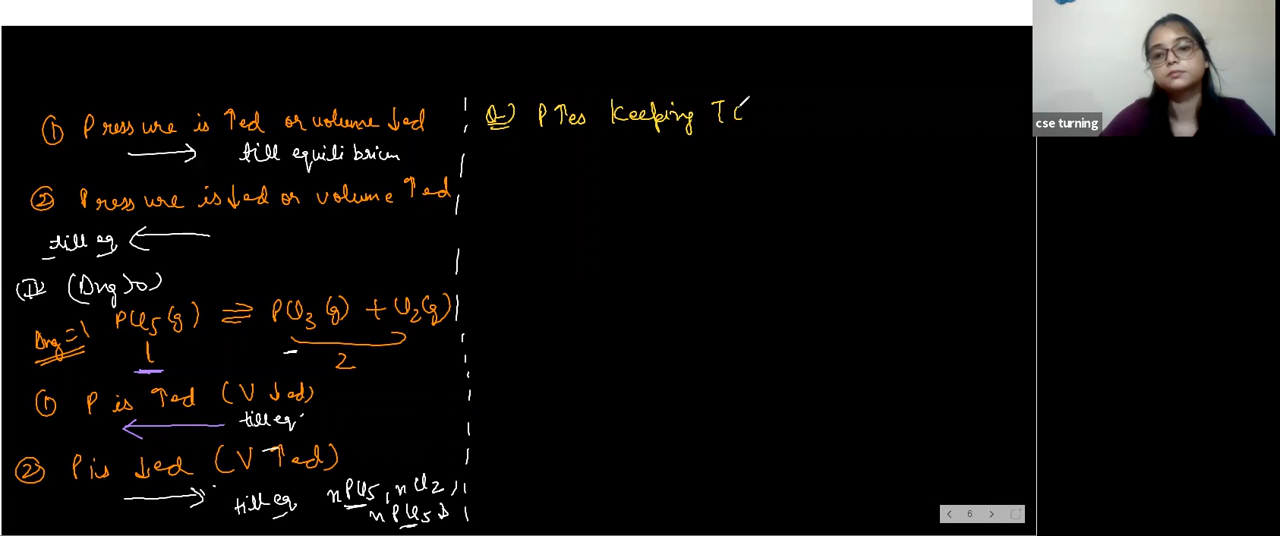 ① Pressure is ↑ed or volume ↓ed
→ till equilibrium
② Pressure is ↓ed or volume ↑ed
till eq ←
(II) (Δng>0)
Δng=1 PCl5(g) ⇌ PCl3(g) + Cl2(g)
1 2
① P is ↑ed (V ↓ed)
← till eq.
② P is ↓ed (V ↑ed)
→ till eq nPCl5, nCl2
nPCl5 ↓
Q) P ↑es keeping T C
cse turning
6